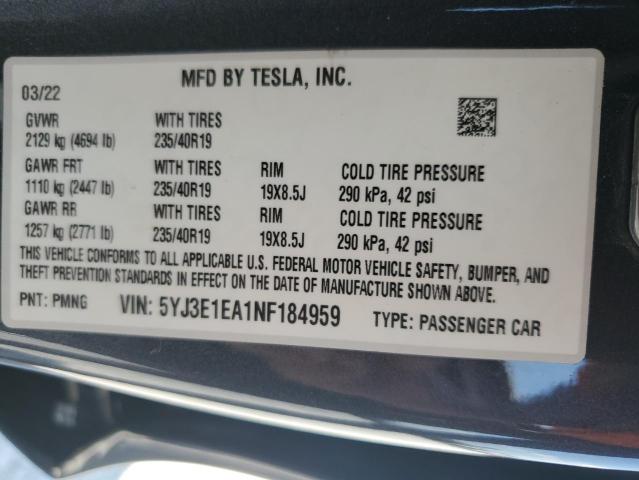 MFD BY TESLA, INC.
03/22
GVWR WITH TIRES
2129 kg (4694 lb) 235/40R19
GAWR FRT WITH TIRES RIM COLD TIRE PRESSURE
1110 kg (2447 lb) 235/40R19 19X8.5J 290 kPa, 42 psi
GAWR RR WITH TIRES RIM COLD TIRE PRESSURE
1257 kg (2771 lb) 235/40R19 19X8.5J 290 kPa, 42 psi
THIS VEHICLE CONFORMS TO ALL APPLICABLE U.S. FEDERAL MOTOR VEHICLE SAFETY, BUMPER, AND
THEFT PREVENTION STANDARDS IN EFFECT ON THE DATE OF MANUFACTURE SHOWN ABOVE.
PNT: PMNG VIN: 5YJ3E1EA1NF184959 TYPE: PASSENGER CAR